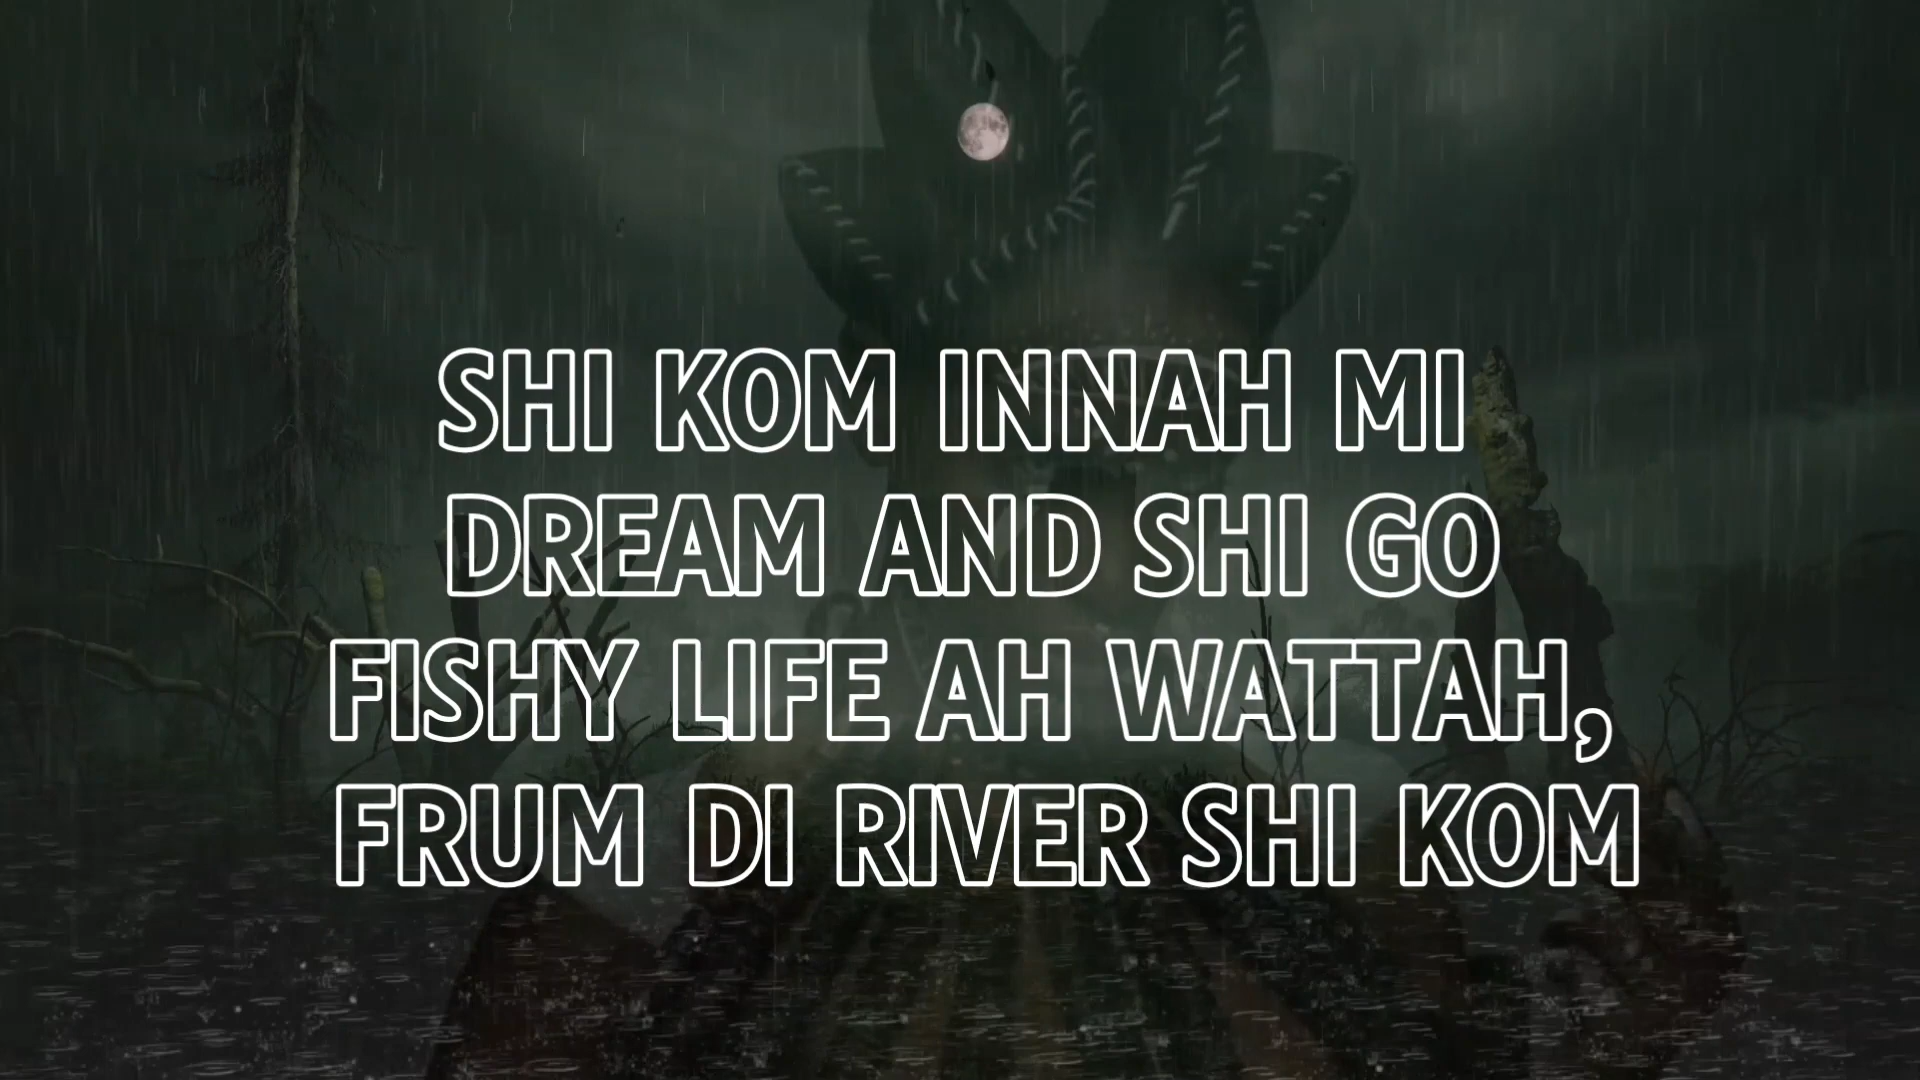 SHI KOM INNAH MI
DREAM AND SHI GO
FISHY LIFE AH WATTAH,
FRUM DI RIVER SHI KOM